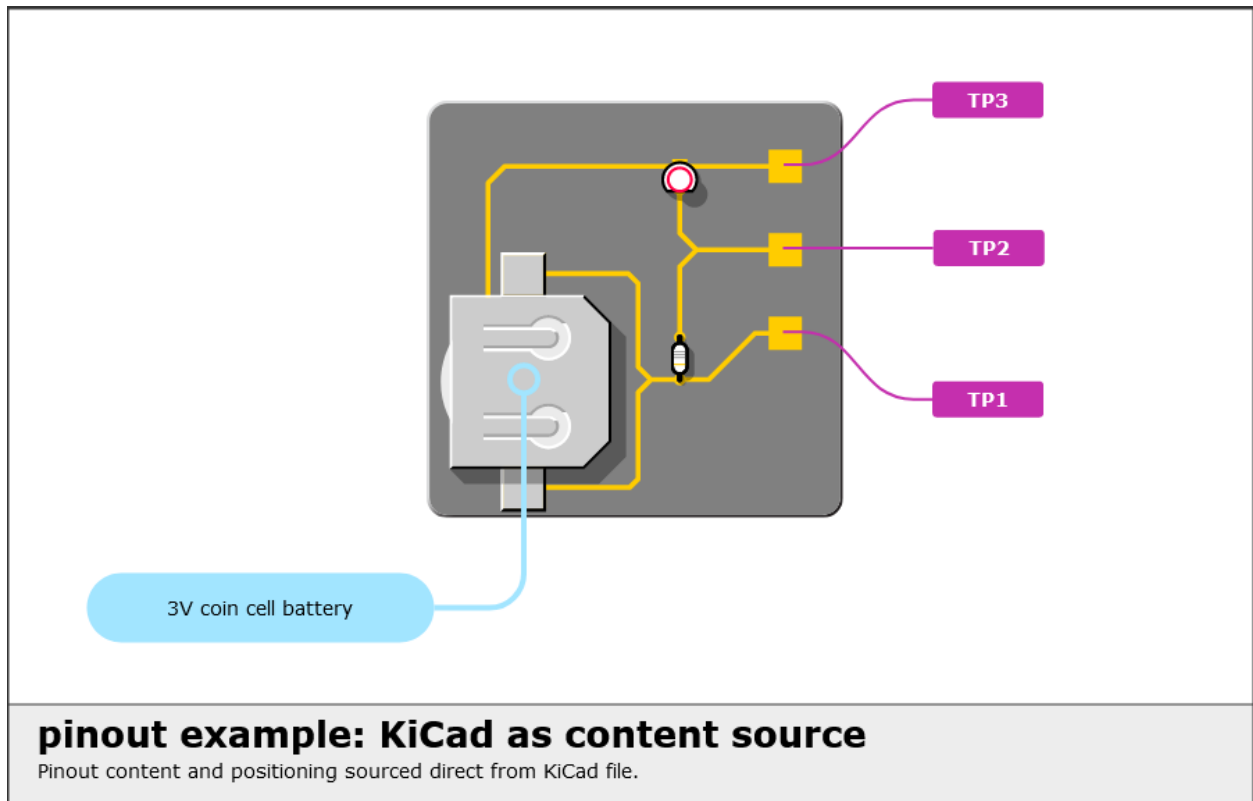 TP3
TP2
TP1
3V coin cell battery
pinout example: KiCad as content source
Pinout content and positioning sourced direct from KiCad file.